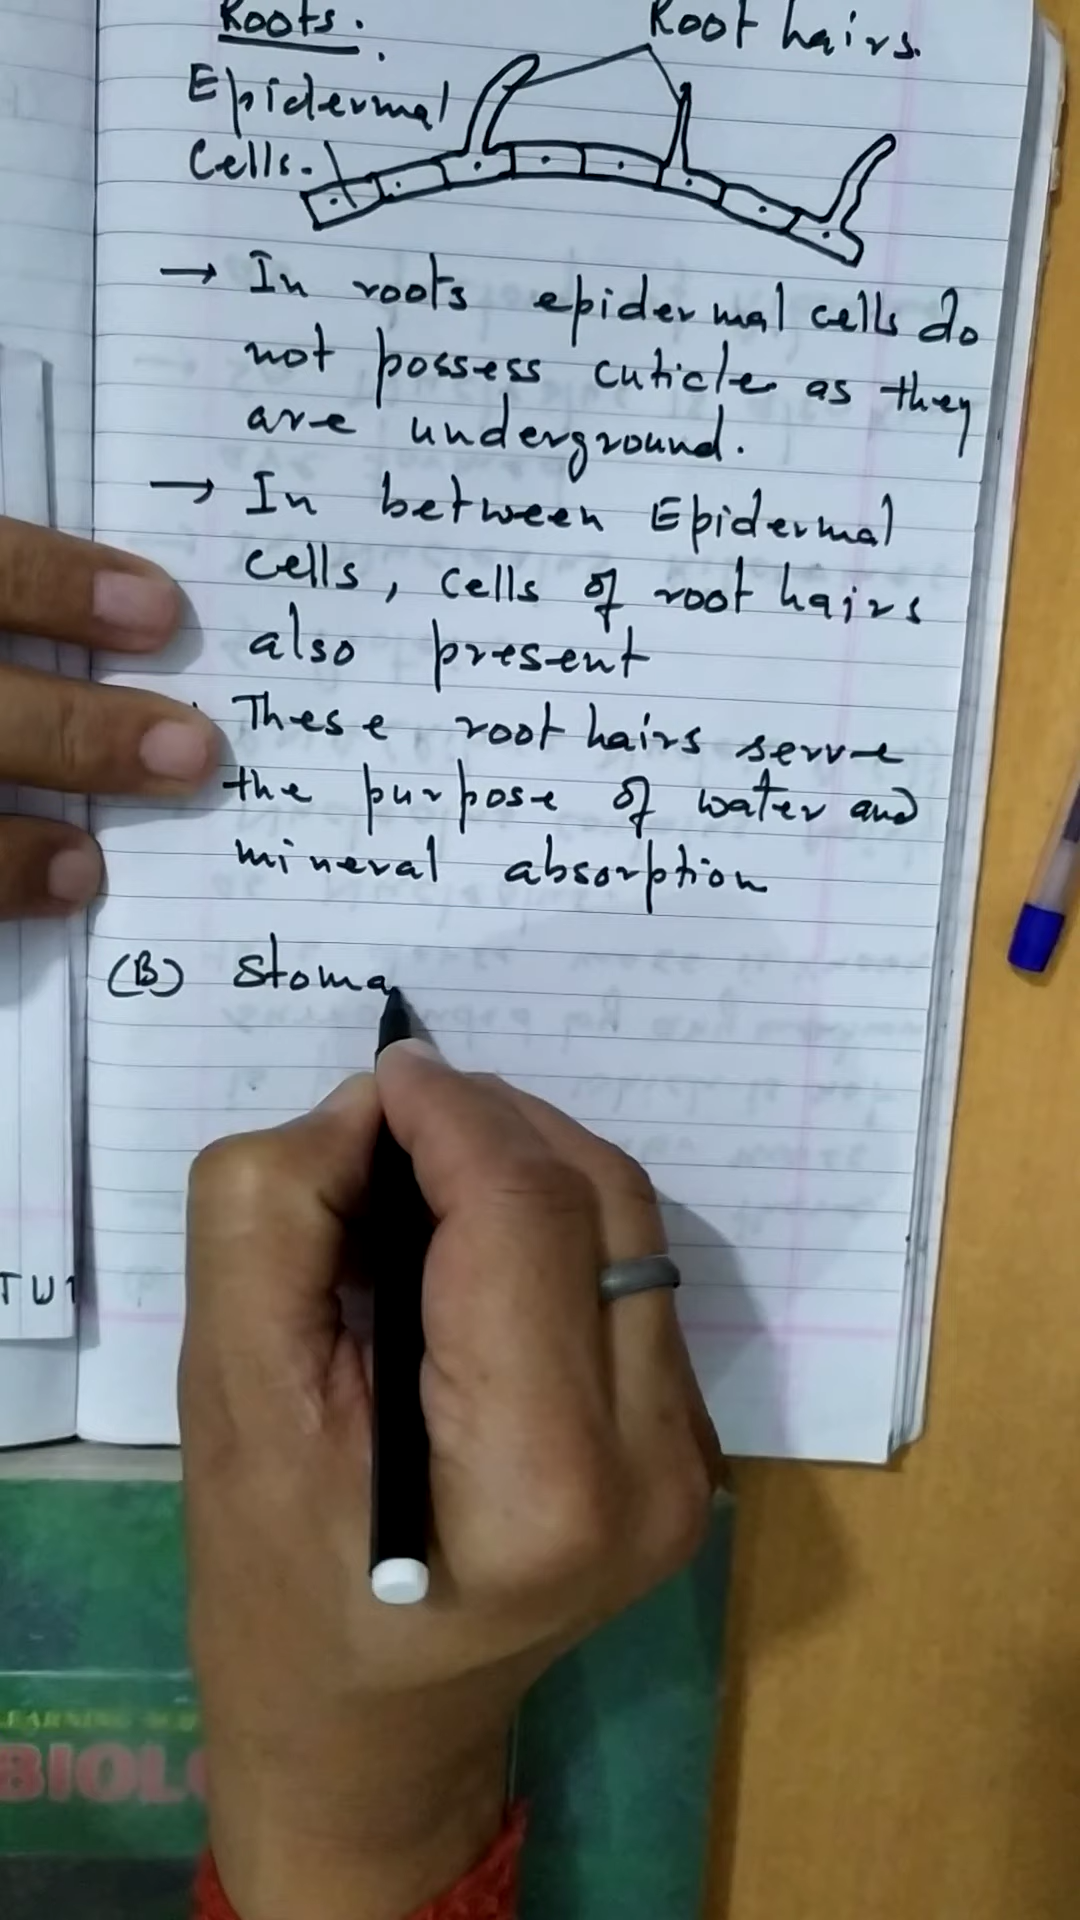 Roots.
Root hairs.
Epidermal
Cells.
→ In roots epidermal cells do
not possess cuticle as they
are underground.
→ In between Epidermal
cells, cells of root hairs
also present
These root hairs serve
the purpose of water and
mineral absorption
(B) Stoma
LEARNING
BIOL